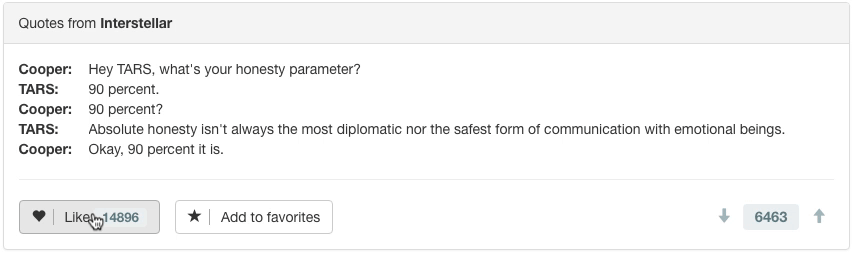 Quotes from Interstellar
Cooper: Hey TARS, what's your honesty parameter?
TARS: 90 percent.
Cooper: 90 percent?
TARS: Absolute honesty isn't always the most diplomatic nor the safest form of communication with emotional beings.
Cooper: Okay, 90 percent it is.
Like 14896 Add to favorites 6463